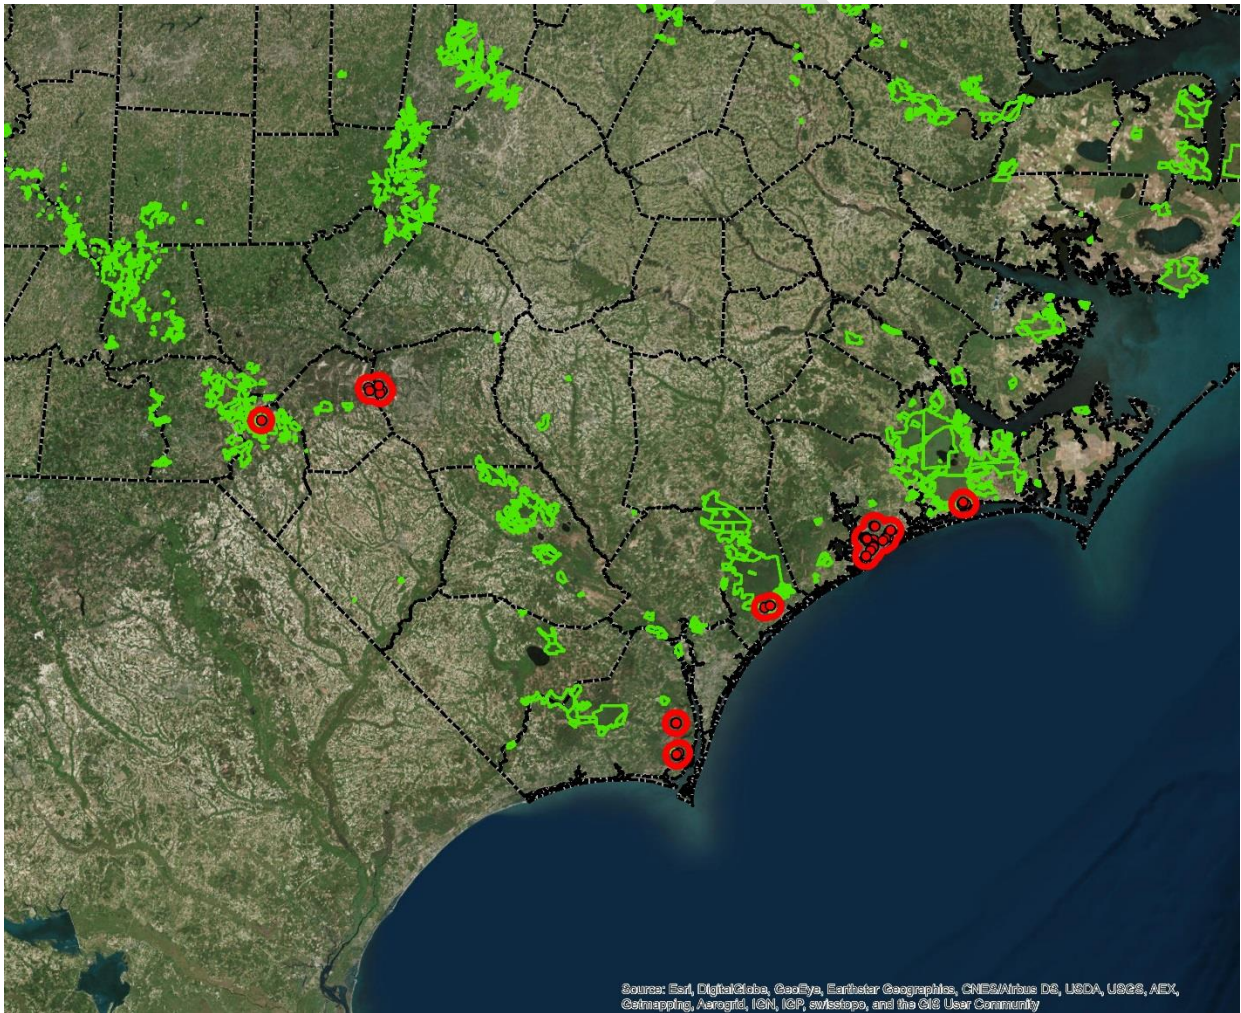 Source: Esri, DigitalGlobe, GeoEye, Earthstar Geographics, CNES/Airbus DS, USDA, USGS, AEX,
Getmapping, Aerogrid, IGN, IGP, swisstopo, and the GIS User Community